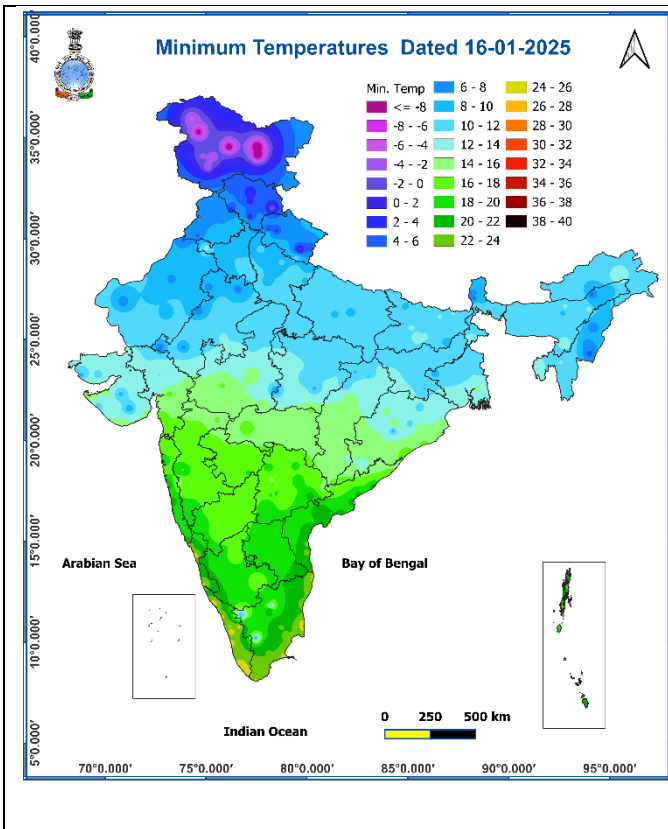 Minimum Temperatures Dated 16-01-2025
Min. Temp
<= -8
-8 - -6
-6 - -4
-4 - -2
-2 - 0
0 - 2
2 - 4
4 - 6
6 - 8
8 - 10
10 - 12
12 - 14
14 - 16
16 - 18
18 - 20
20 - 22
22 - 24
24 - 26
26 - 28
28 - 30
30 - 32
32 - 34
34 - 36
36 - 38
38 - 40
40°0.000'
35°0.000'
30°0.000'
25°0.000'
20°0.000'
15°0.000'
10°0.000'
5°0.000'
Arabian Sea
Bay of Bengal
Indian Ocean
0 250 500 km
70°0.000' 75°0.000' 80°0.000' 85°0.000' 90°0.000' 95°0.000'